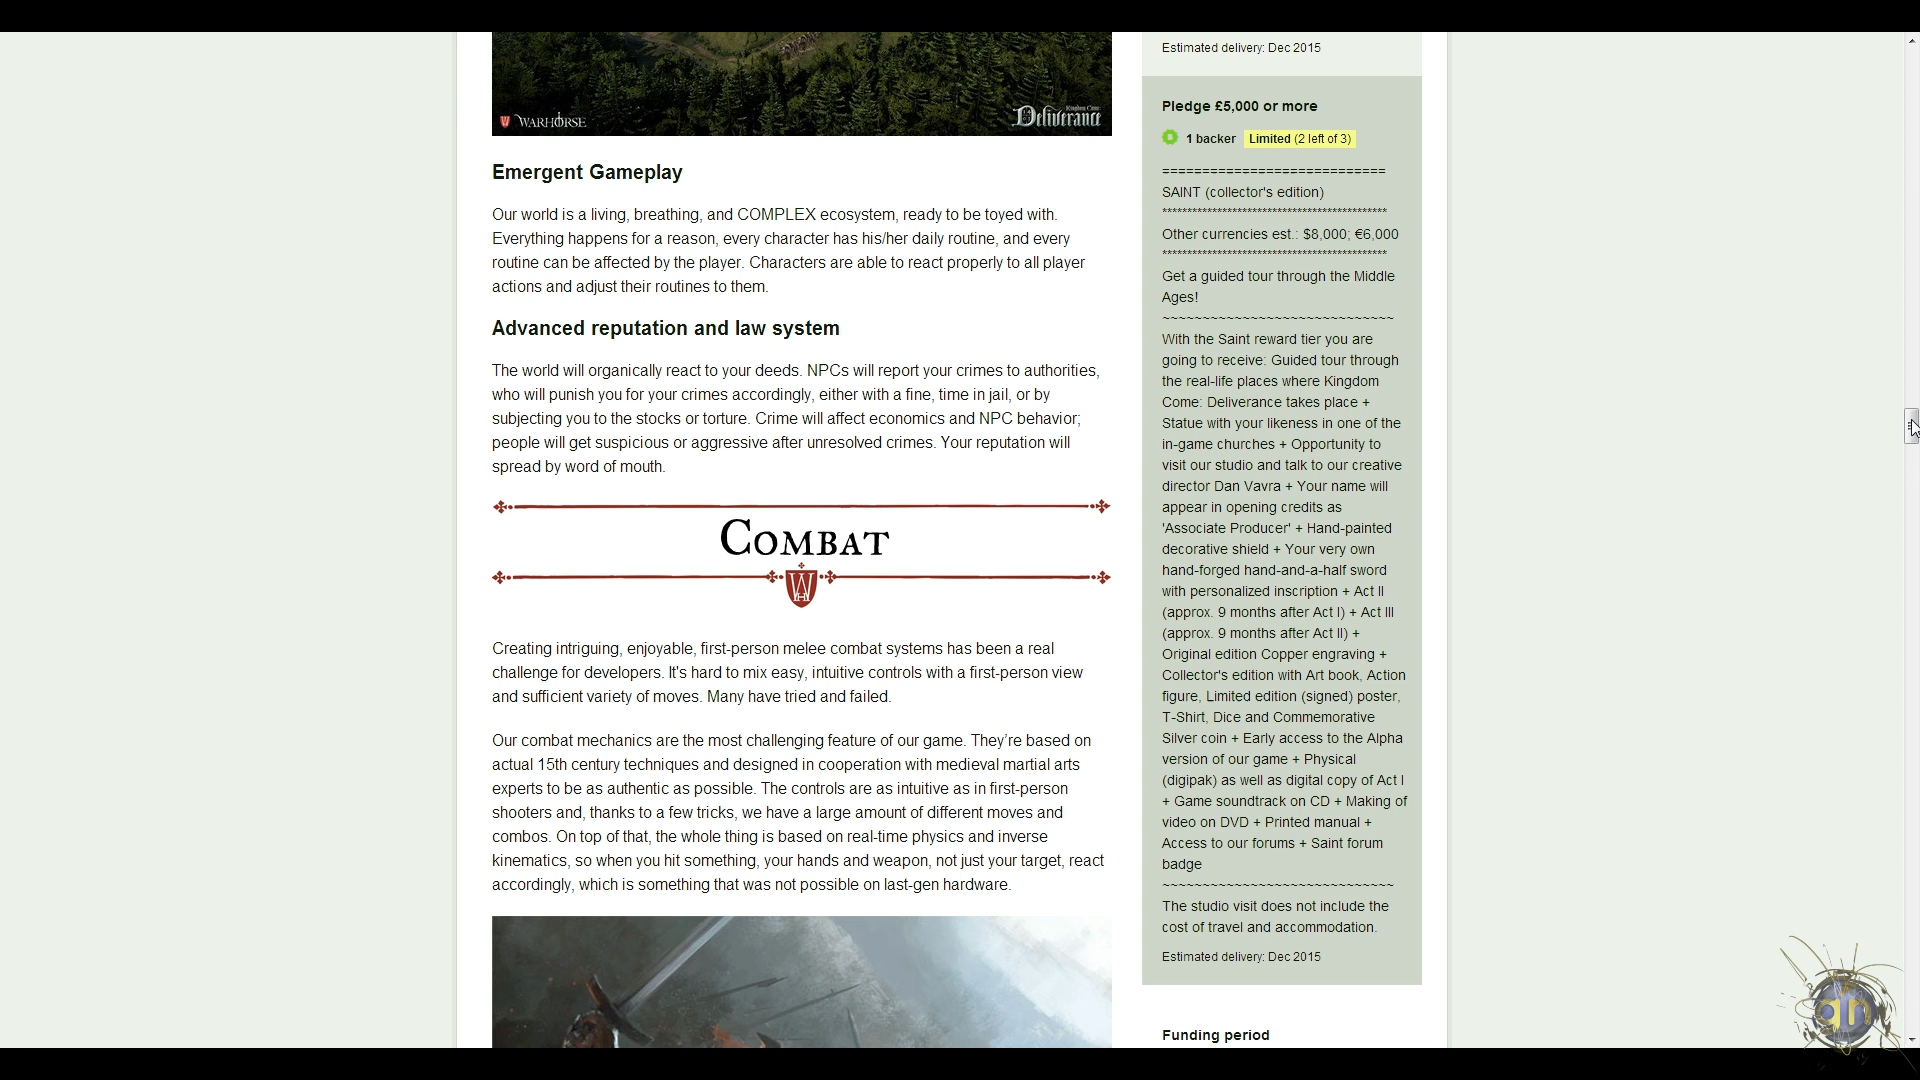 WARHORSE
Kingdom Come:
Deliverance
Emergent Gameplay
Our world is a living, breathing, and COMPLEX ecosystem, ready to be toyed with.
Everything happens for a reason, every character has his/her daily routine, and every
routine can be affected by the player. Characters are able to react properly to all player
actions and adjust their routines to them.
Advanced reputation and law system
The world will organically react to your deeds. NPCs will report your crimes to authorities,
who will punish you for your crimes accordingly, either with a fine, time in jail, or by
subjecting you to the stocks or torture. Crime will affect economics and NPC behavior;
people will get suspicious or aggressive after unresolved crimes. Your reputation will
spread by word of mouth.
COMBAT
WH
Creating intriguing, enjoyable, first-person melee combat systems has been a real
challenge for developers. It's hard to mix easy, intuitive controls with a first-person view
and sufficient variety of moves. Many have tried and failed.
Our combat mechanics are the most challenging feature of our game. They're based on
actual 15th century techniques and designed in cooperation with medieval martial arts
experts to be as authentic as possible. The controls are as intuitive as in first-person
shooters and, thanks to a few tricks, we have a large amount of different moves and
combos. On top of that, the whole thing is based on real-time physics and inverse
kinematics, so when you hit something, your hands and weapon, not just your target, react
accordingly, which is something that was not possible on last-gen hardware.
Estimated delivery: Dec 2015
Pledge £5,000 or more
1 backer Limited (2 left of 3)
============================
SAINT (collector's edition)
*********************************************
Other currencies est.: $8,000; €6,000
*********************************************
Get a guided tour through the Middle
Ages!
~~~~~~~~~~~~~~~~~~~~~~~~~~~~
With the Saint reward tier you are
going to receive: Guided tour through
the real-life places where Kingdom
Come: Deliverance takes place +
Statue with your likeness in one of the
in-game churches + Opportunity to
visit our studio and talk to our creative
director Dan Vavra + Your name will
appear in opening credits as
'Associate Producer' + Hand-painted
decorative shield + Your very own
hand-forged hand-and-a-half sword
with personalized inscription + Act II
(approx. 9 months after Act I) + Act III
(approx. 9 months after Act II) +
Original edition Copper engraving +
Collector's edition with Art book, Action
figure, Limited edition (signed) poster,
T-Shirt, Dice and Commemorative
Silver coin + Early access to the Alpha
version of our game + Physical
(digipak) as well as digital copy of Act I
+ Game soundtrack on CD + Making of
video on DVD + Printed manual +
Access to our forums + Saint forum
badge
~~~~~~~~~~~~~~~~~~~~~~~~~~~~
The studio visit does not include the
cost of travel and accommodation.
Estimated delivery: Dec 2015
Funding period